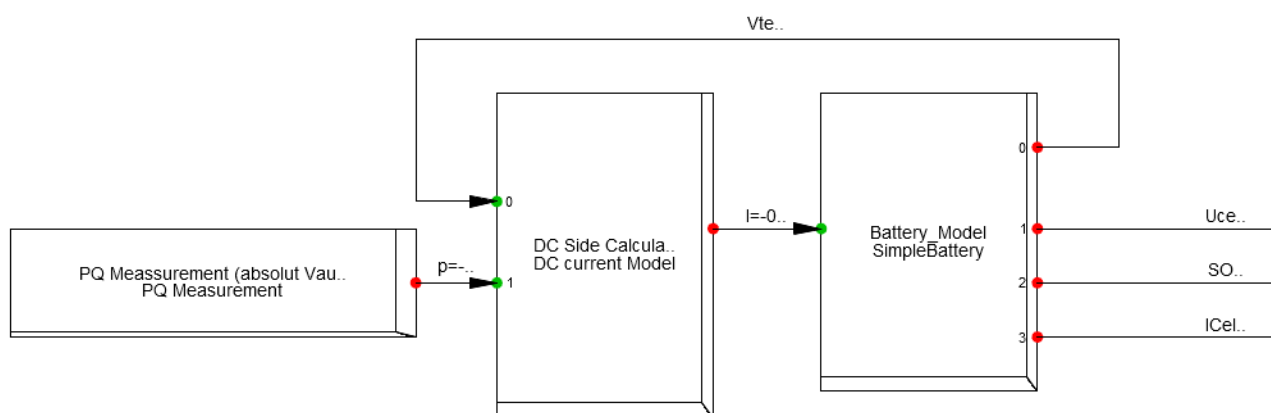 Vte..
0
0
I=-0..
DC Side Calcula..
DC current Model
Battery_Model
SimpleBattery
1
Uce..
p=-..
PQ Meassurement (absolut Vau..
PQ Measurement
1
2
SO..
3
ICel..